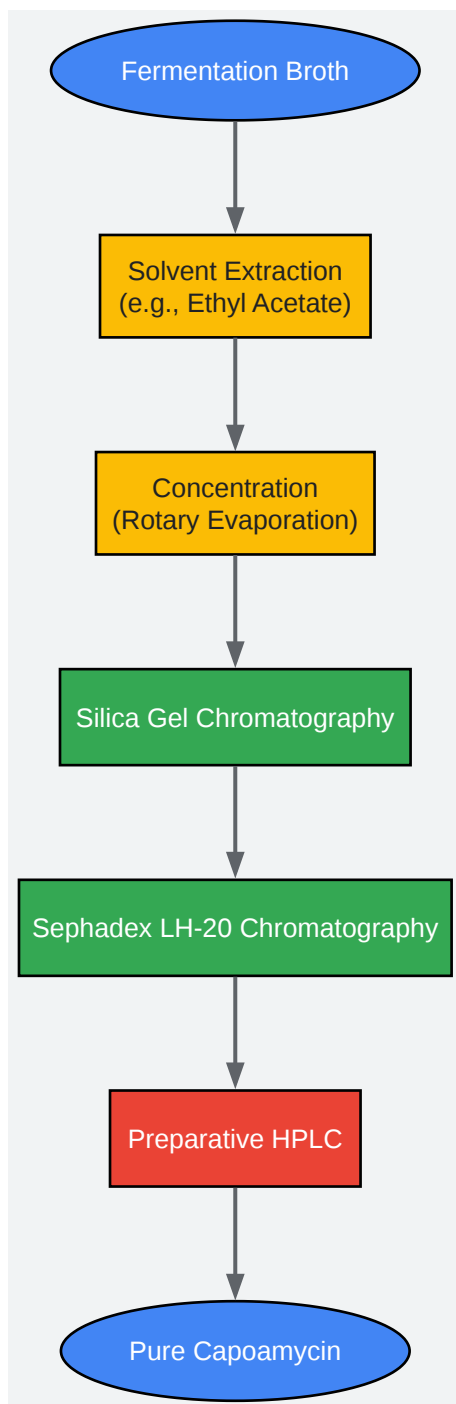 Fermentation Broth
Solvent Extraction
(e.g., Ethyl Acetate)
Concentration
(Rotary Evaporation)
Silica Gel Chromatography
Sephadex LH-20 Chromatography
Preparative HPLC
Pure Capoamycin